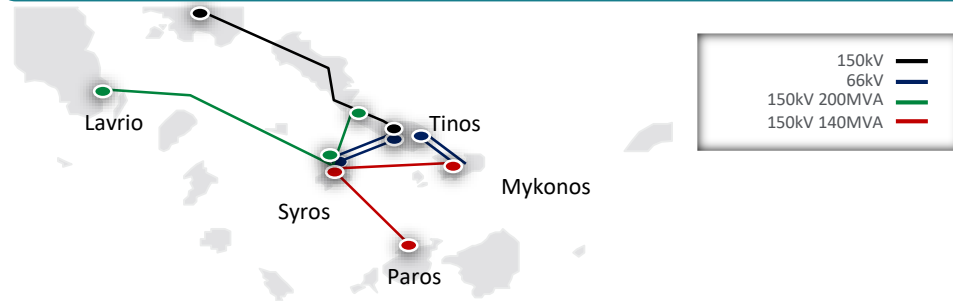 150kV
66kV
150kV 200MVA
150kV 140MVA
Lavrio
Tinos
Mykonos
Syros
Paros